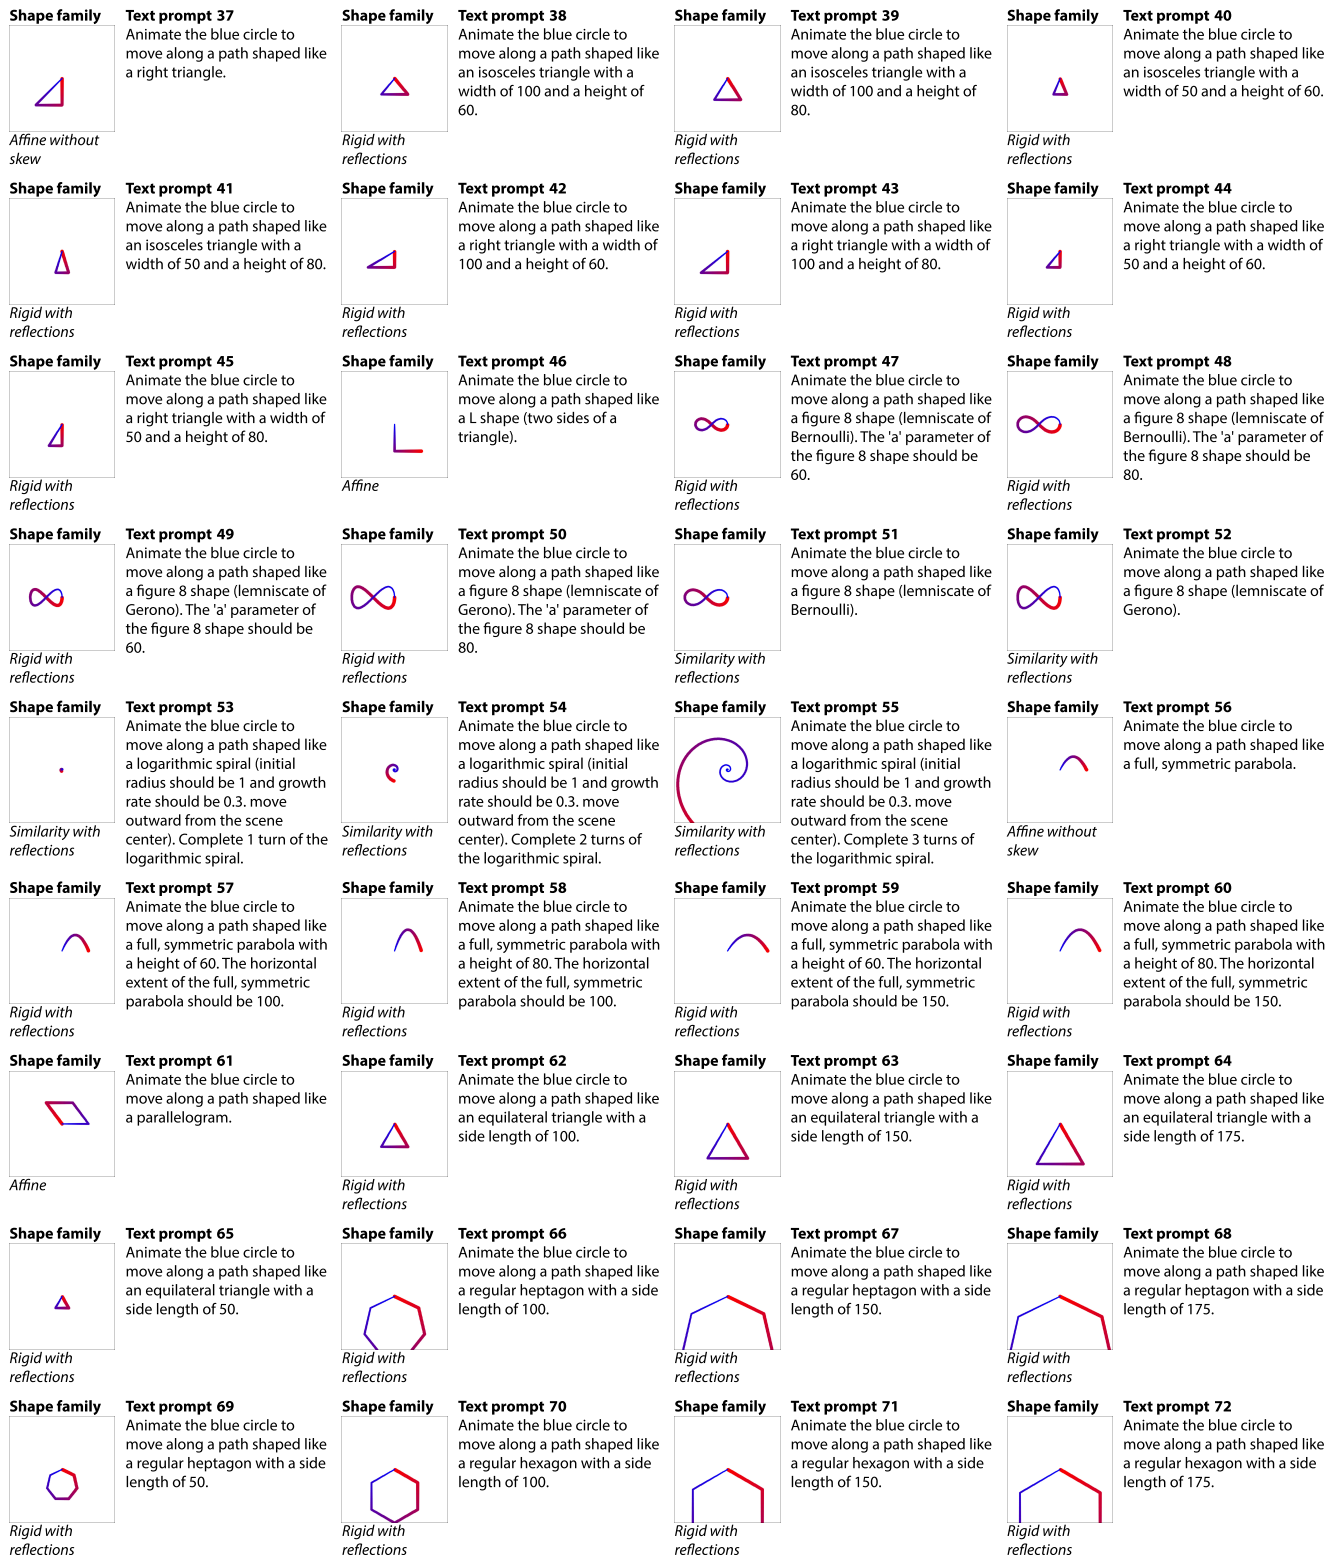 Shape family
Text prompt 37
Animate the blue circle to
move along a path shaped like
a right triangle.
Affine without
skew
Shape family
Text prompt 38
Animate the blue circle to
move along a path shaped like
an isosceles triangle with a
width of 100 and a height of
60.
Rigid with
reflections
Shape family
Text prompt 39
Animate the blue circle to
move along a path shaped like
an isosceles triangle with a
width of 100 and a height of
80.
Rigid with
reflections
Shape family
Text prompt 40
Animate the blue circle to
move along a path shaped like
an isosceles triangle with a
width of 50 and a height of 60.
Rigid with
reflections
Shape family
Text prompt 41
Animate the blue circle to
move along a path shaped like
an isosceles triangle with a
width of 50 and a height of 80.
Rigid with
reflections
Shape family
Text prompt 42
Animate the blue circle to
move along a path shaped like
a right triangle with a width of
100 and a height of 60.
Rigid with
reflections
Shape family
Text prompt 43
Animate the blue circle to
move along a path shaped like
a right triangle with a width of
100 and a height of 80.
Rigid with
reflections
Shape family
Text prompt 44
Animate the blue circle to
move along a path shaped like
a right triangle with a width of
50 and a height of 60.
Rigid with
reflections
Shape family
Text prompt 45
Animate the blue circle to
move along a path shaped like
a right triangle with a width of
50 and a height of 80.
Rigid with
reflections
Shape family
Text prompt 46
Animate the blue circle to
move along a path shaped like
a L shape (two sides of a
triangle).
Affine
Shape family
Text prompt 47
Animate the blue circle to
move along a path shaped like
a figure 8 shape (lemniscate of
Bernoulli). The 'a' parameter of
the figure 8 shape should be
60.
Rigid with
reflections
Shape family
Text prompt 48
Animate the blue circle to
move along a path shaped like
a figure 8 shape (lemniscate of
Bernoulli). The 'a' parameter of
the figure 8 shape should be
80.
Rigid with
reflections
Shape family
Text prompt 49
Animate the blue circle to
move along a path shaped like
a figure 8 shape (lemniscate of
Gerono). The 'a' parameter of
the figure 8 shape should be
60.
Rigid with
reflections
Shape family
Text prompt 50
Animate the blue circle to
move along a path shaped like
a figure 8 shape (lemniscate of
Gerono). The 'a' parameter of
the figure 8 shape should be
80.
Rigid with
reflections
Shape family
Text prompt 51
Animate the blue circle to
move along a path shaped like
a figure 8 shape (lemniscate of
Bernoulli).
Similarity with
reflections
Shape family
Text prompt 52
Animate the blue circle to
move along a path shaped like
a figure 8 shape (lemniscate of
Gerono).
Similarity with
reflections
Shape family
Text prompt 53
Animate the blue circle to
move along a path shaped like
a logarithmic spiral (initial
radius should be 1 and growth
rate should be 0.3. move
outward from the scene
center). Complete 1 turn of the
logarithmic spiral.
Similarity with
reflections
Shape family
Text prompt 54
Animate the blue circle to
move along a path shaped like
a logarithmic spiral (initial
radius should be 1 and growth
rate should be 0.3. move
outward from the scene
center). Complete 2 turns of
the logarithmic spiral.
Similarity with
reflections
Shape family
Text prompt 55
Animate the blue circle to
move along a path shaped like
a logarithmic spiral (initial
radius should be 1 and growth
rate should be 0.3. move
outward from the scene
center). Complete 3 turns of
the logarithmic spiral.
Similarity with
reflections
Shape family
Text prompt 56
Animate the blue circle to
move along a path shaped like
a full, symmetric parabola.
Affine without
skew
Shape family
Text prompt 57
Animate the blue circle to
move along a path shaped like
a full, symmetric parabola with
a height of 60. The horizontal
extent of the full, symmetric
parabola should be 100.
Rigid with
reflections
Shape family
Text prompt 58
Animate the blue circle to
move along a path shaped like
a full, symmetric parabola with
a height of 80. The horizontal
extent of the full, symmetric
parabola should be 100.
Rigid with
reflections
Shape family
Text prompt 59
Animate the blue circle to
move along a path shaped like
a full, symmetric parabola with
a height of 60. The horizontal
extent of the full, symmetric
parabola should be 150.
Rigid with
reflections
Shape family
Text prompt 60
Animate the blue circle to
move along a path shaped like
a full, symmetric parabola with
a height of 80. The horizontal
extent of the full, symmetric
parabola should be 150.
Rigid with
reflections
Shape family
Text prompt 61
Animate the blue circle to
move along a path shaped like
a parallelogram.
Affine
Shape family
Text prompt 62
Animate the blue circle to
move along a path shaped like
an equilateral triangle with a
side length of 100.
Rigid with
reflections
Shape family
Text prompt 63
Animate the blue circle to
move along a path shaped like
an equilateral triangle with a
side length of 150.
Rigid with
reflections
Shape family
Text prompt 64
Animate the blue circle to
move along a path shaped like
an equilateral triangle with a
side length of 175.
Rigid with
reflections
Shape family
Text prompt 65
Animate the blue circle to
move along a path shaped like
an equilateral triangle with a
side length of 50.
Rigid with
reflections
Shape family
Text prompt 66
Animate the blue circle to
move along a path shaped like
a regular heptagon with a side
length of 100.
Rigid with
reflections
Shape family
Text prompt 67
Animate the blue circle to
move along a path shaped like
a regular heptagon with a side
length of 150.
Rigid with
reflections
Shape family
Text prompt 68
Animate the blue circle to
move along a path shaped like
a regular heptagon with a side
length of 175.
Rigid with
reflections
Shape family
Text prompt 69
Animate the blue circle to
move along a path shaped like
a regular heptagon with a side
length of 50.
Rigid with
reflections
Shape family
Text prompt 70
Animate the blue circle to
move along a path shaped like
a regular hexagon with a side
length of 100.
Rigid with
reflections
Shape family
Text prompt 71
Animate the blue circle to
move along a path shaped like
a regular hexagon with a side
length of 150.
Rigid with
reflections
Shape family
Text prompt 72
Animate the blue circle to
move along a path shaped like
a regular hexagon with a side
length of 175.
Rigid with
reflections